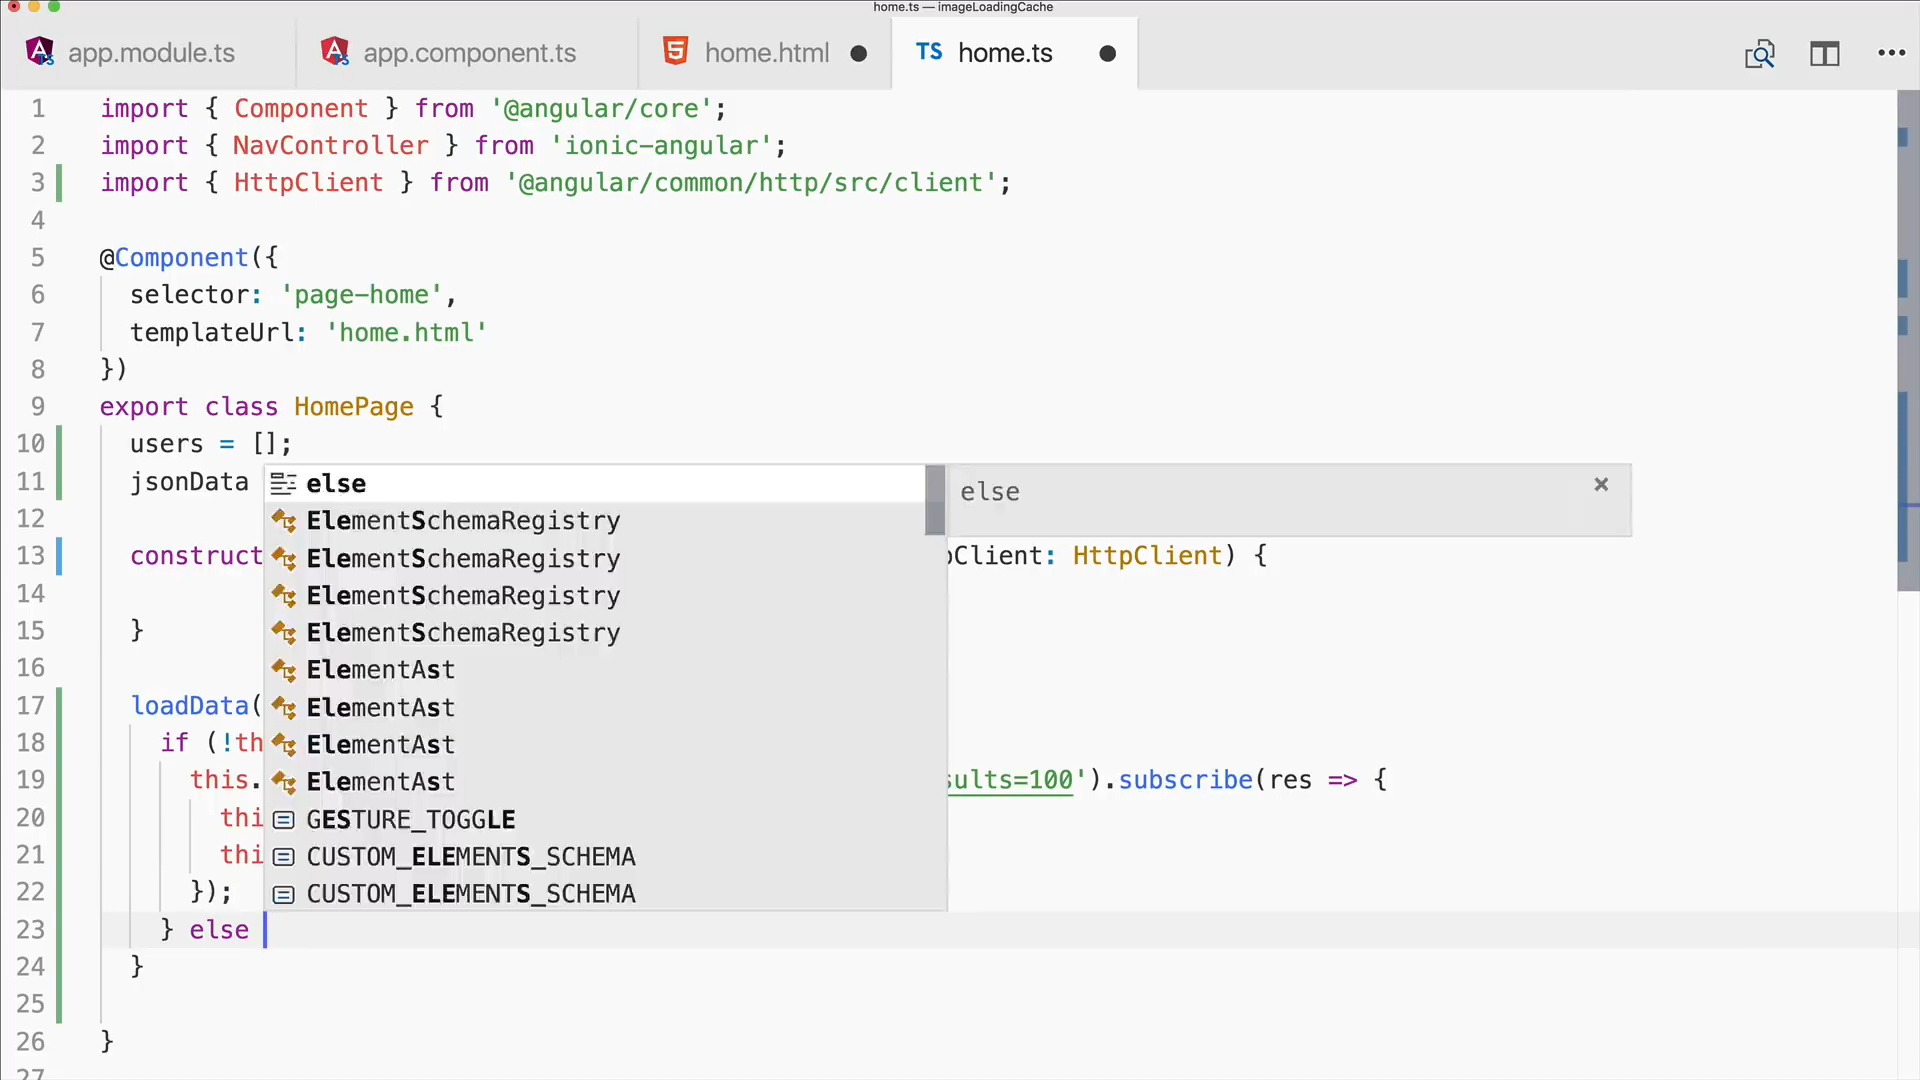 home.ts — imageLoadingCache
app.module.ts
app.component.ts
home.html
TS home.ts
1 import { Component } from '@angular/core';
2 import { NavController } from 'ionic-angular';
3 import { HttpClient } from '@angular/common/http/src/client';
4
5 @Component({
6 selector: 'page-home',
7 templateUrl: 'home.html'
8 })
9 export class HomePage {
10 users = [];
11 jsonData
12
13 construct pClient: HttpClient) {
14
15 }
16
17 loadData(
18 if (!th
19 this. sults=100').subscribe(res => {
20 thi
21 thi
22 });
23 } else
24 }
25
26 }
27
else
ElementSchemaRegistry
ElementSchemaRegistry
ElementSchemaRegistry
ElementSchemaRegistry
ElementAst
ElementAst
ElementAst
ElementAst
GESTURE_TOGGLE
CUSTOM_ELEMENTS_SCHEMA
CUSTOM_ELEMENTS_SCHEMA
else